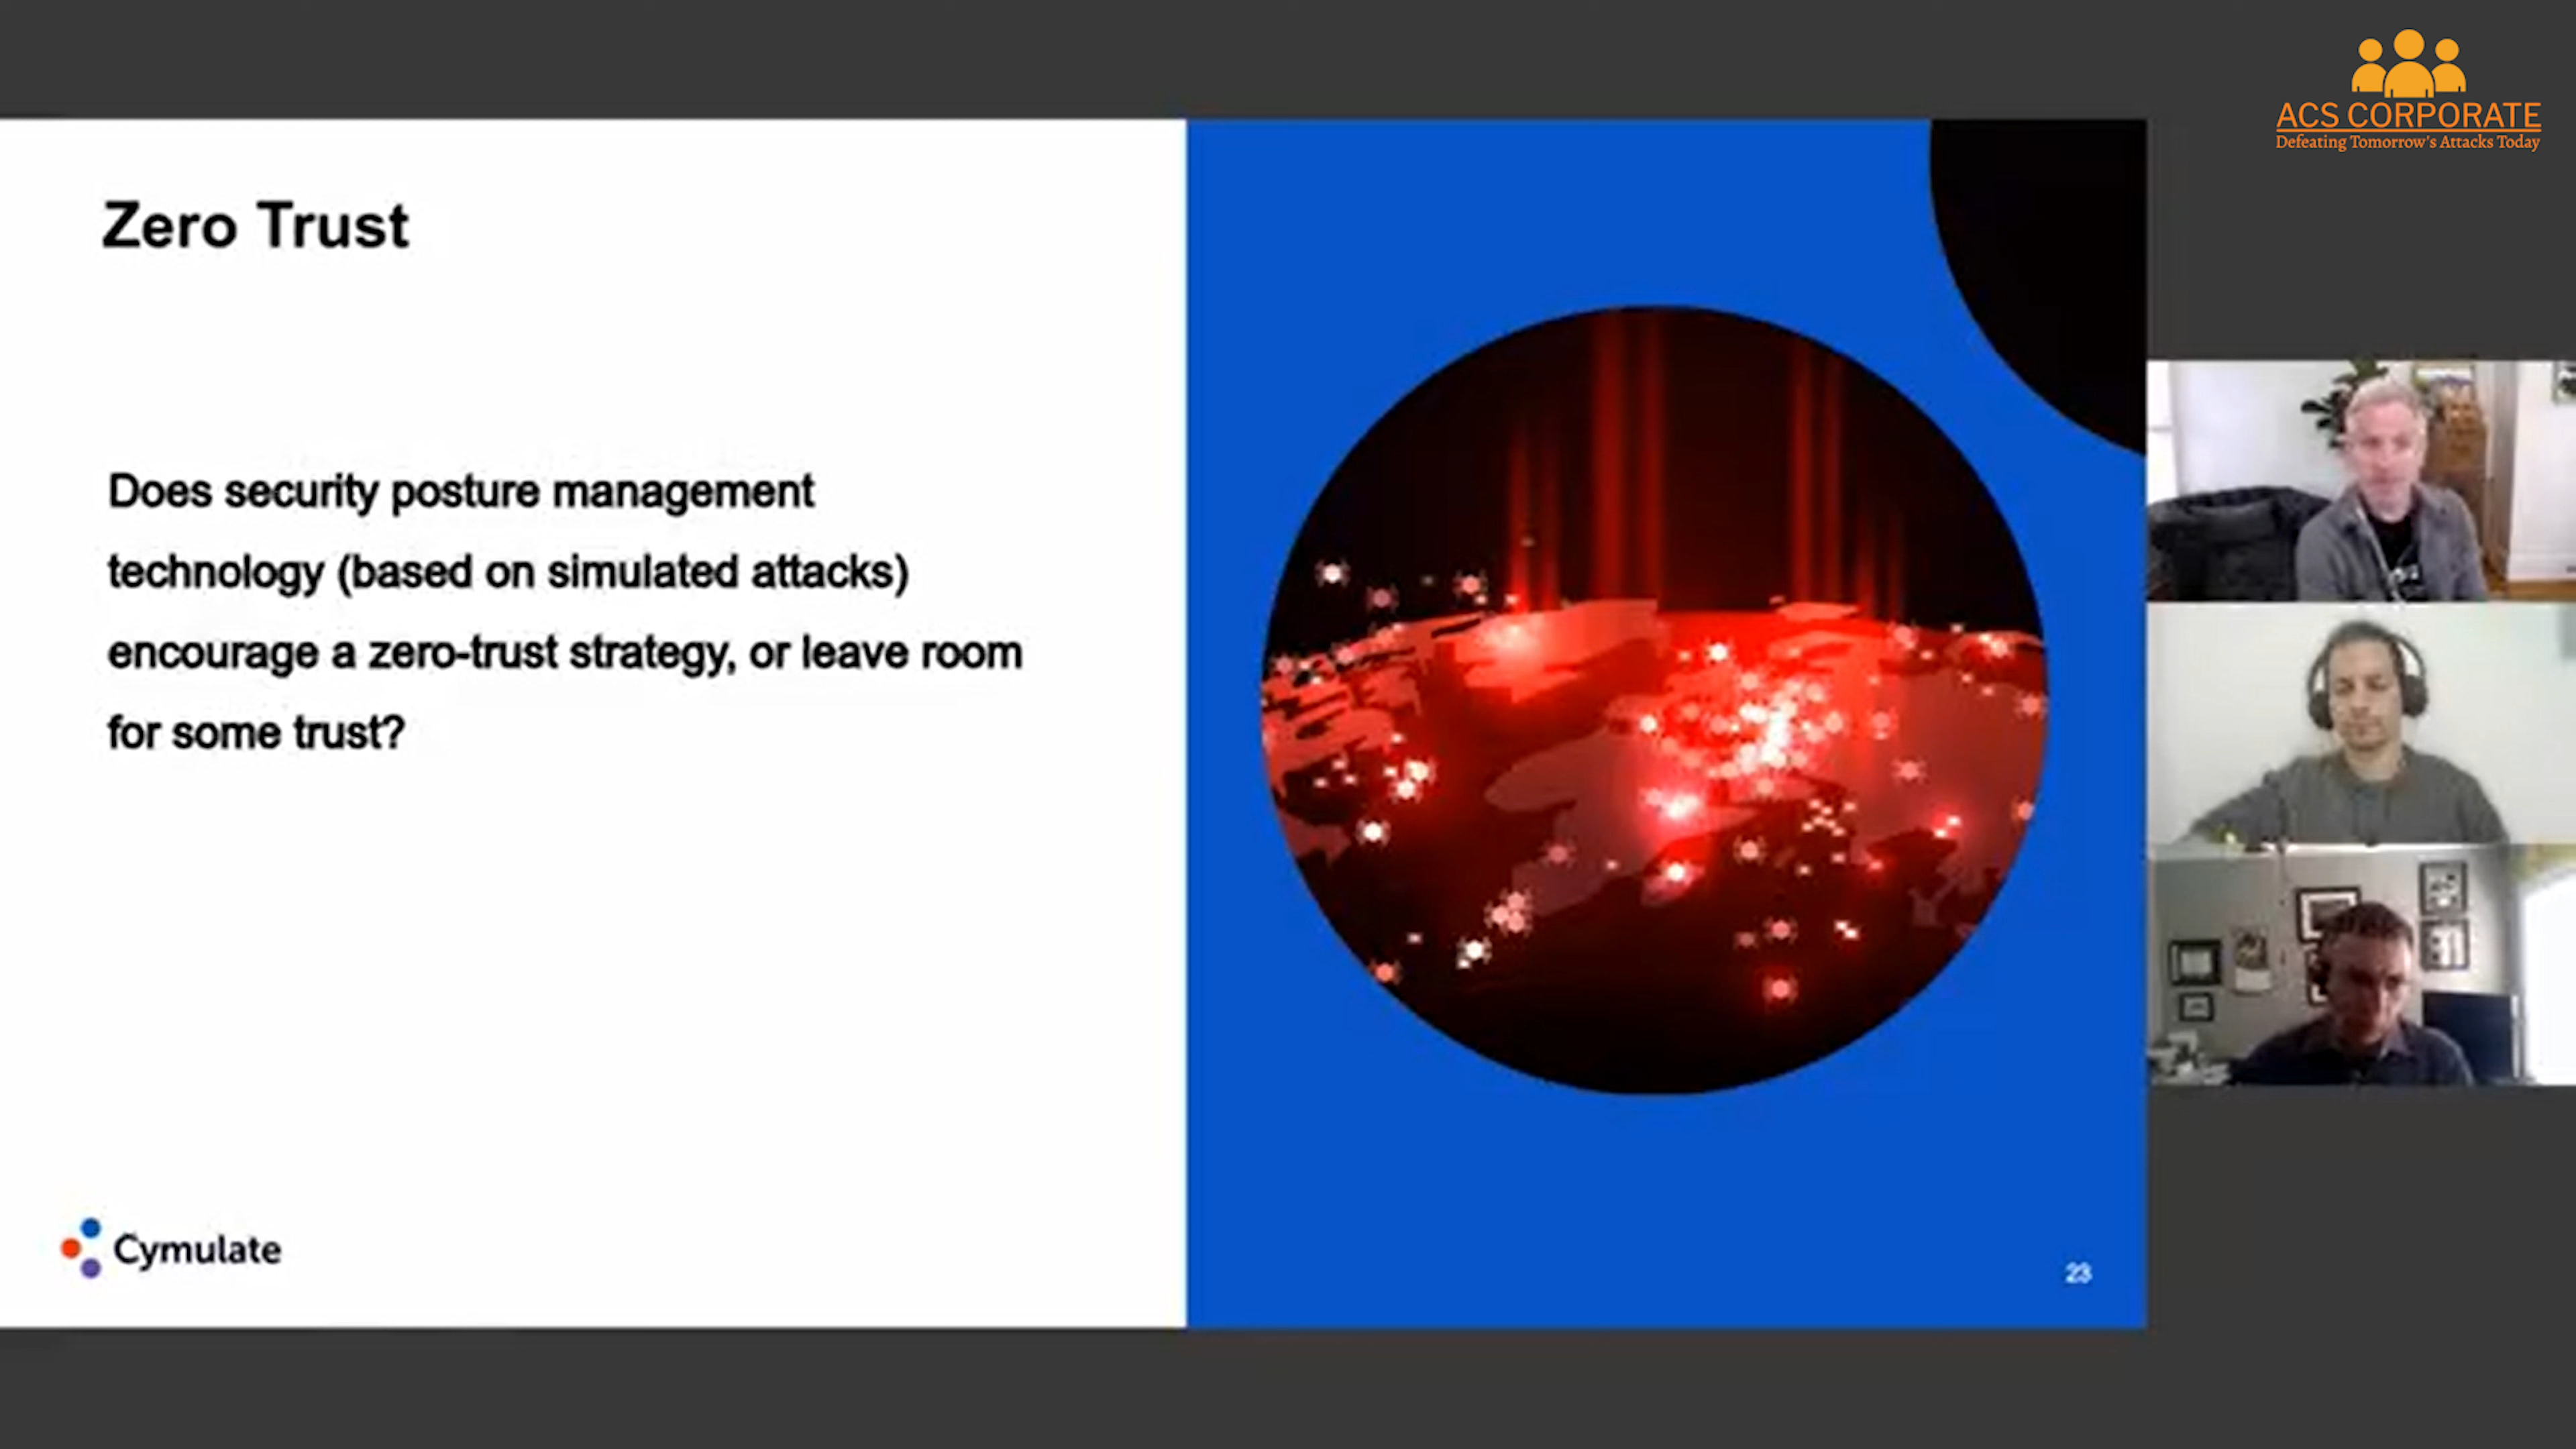 ACS CORPORATE
Defeating Tomorrow's Attacks Today
Zero Trust
Does security posture management
technology (based on simulated attacks)
encourage a zero-trust strategy, or leave room
for some trust?
Cymulate
23